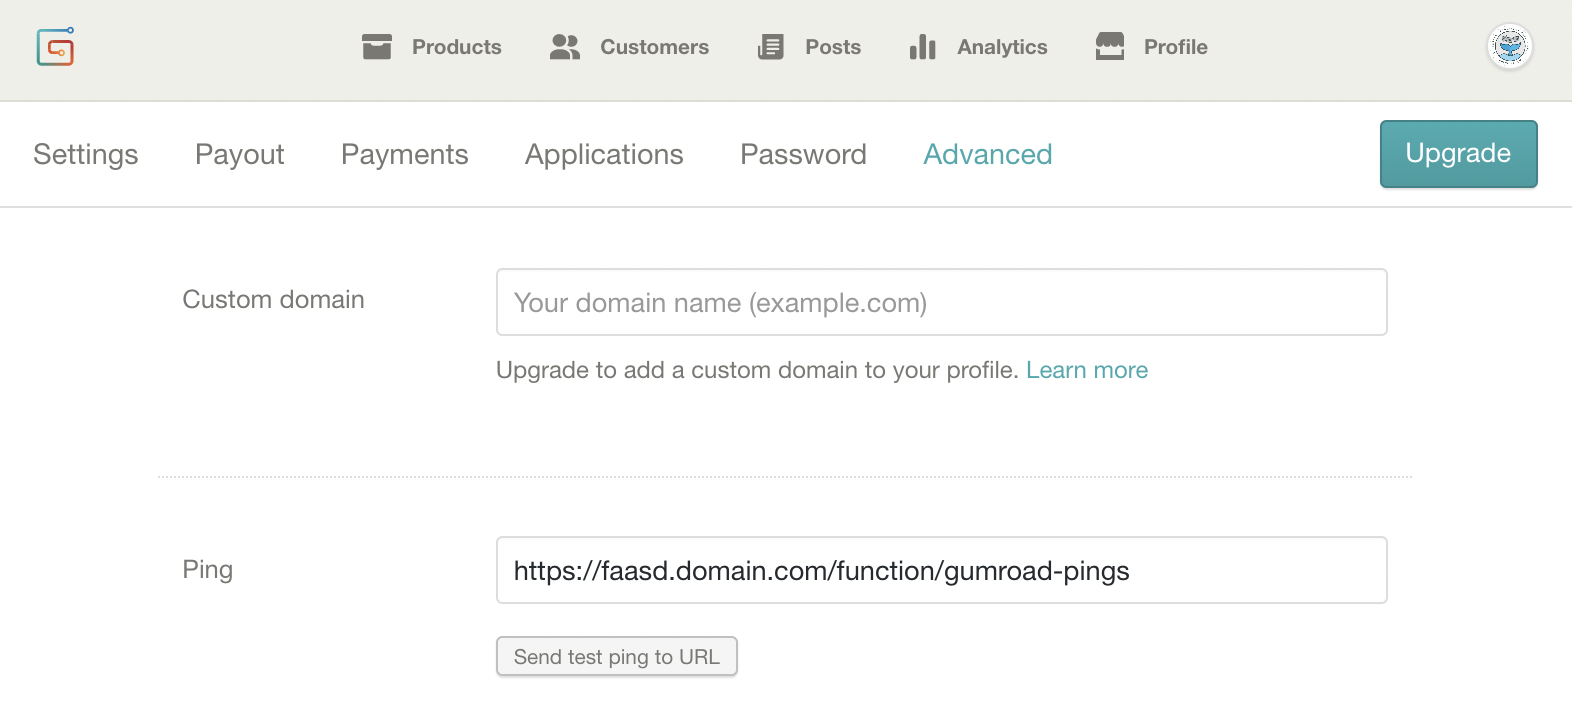 Products Customers Posts Analytics Profile
Settings Payout Payments Applications Password Advanced Upgrade
Custom domain
Your domain name (example.com)
Upgrade to add a custom domain to your profile. Learn more
Ping
https://faasd.domain.com/function/gumroad-pings
Send test ping to URL